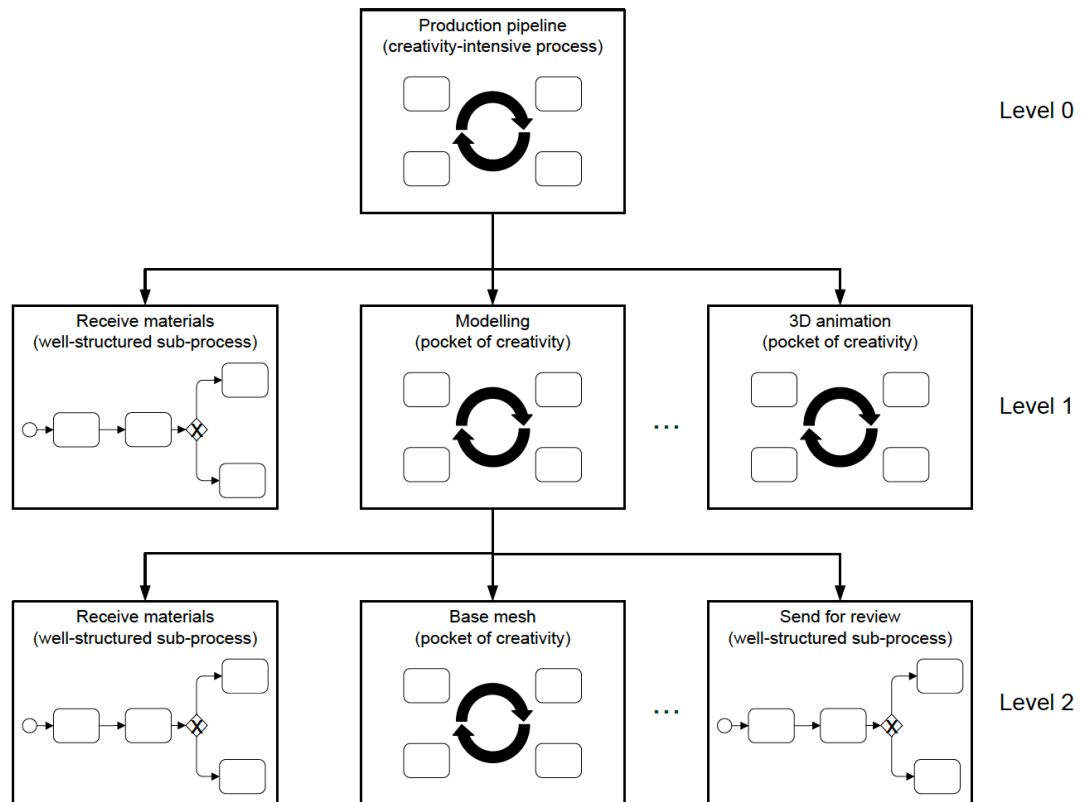 Production pipeline
(creativity-intensive process)
Level 0
Receive materials
(well-structured sub-process)
X
Modelling
(pocket of creativity)
...
3D animation
(pocket of creativity)
Level 1
Receive materials
(well-structured sub-process)
X
Base mesh
(pocket of creativity)
...
Send for review
(well-structured sub-process)
X
Level 2